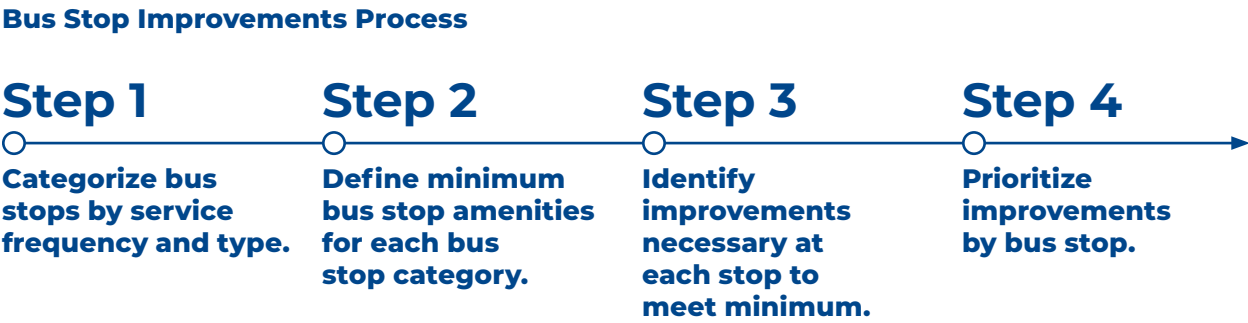 Bus Stop Improvements Process
Step 1
Categorize bus
stops by service
frequency and type.
Step 2
Define minimum
bus stop amenities
for each bus
stop category.
Step 3
Identify
improvements
necessary at
each stop to
meet minimum.
Step 4
Prioritize
improvements
by bus stop.